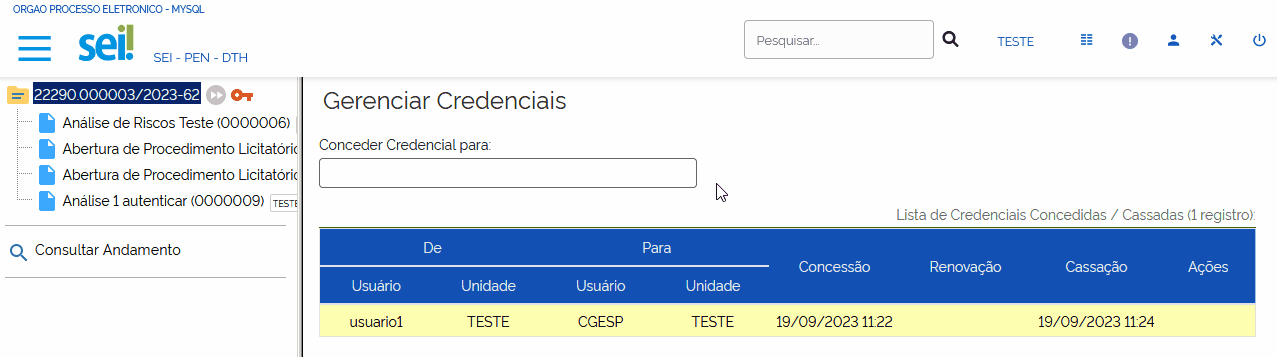 ORGAO PROCESSO ELETRONICO - MYSQL
sei!
SEI - PEN - DTH
Pesquisar...
TESTE
22290.000003/2023-62
Análise de Riscos Teste (0000006)
Abertura de Procedimento Licitatório
Abertura de Procedimento Licitatório
Análise 1 autenticar (0000009) TESTE
Consultar Andamento
Gerenciar Credenciais
Conceder Credencial para:
Lista de Credenciais Concedidas / Cassadas (1 registro):
De Para Concessão Renovação Cassação Ações
Usuário Unidade Usuário Unidade
usuario1 TESTE CGESP TESTE 19/09/2023 11:22 19/09/2023 11:24